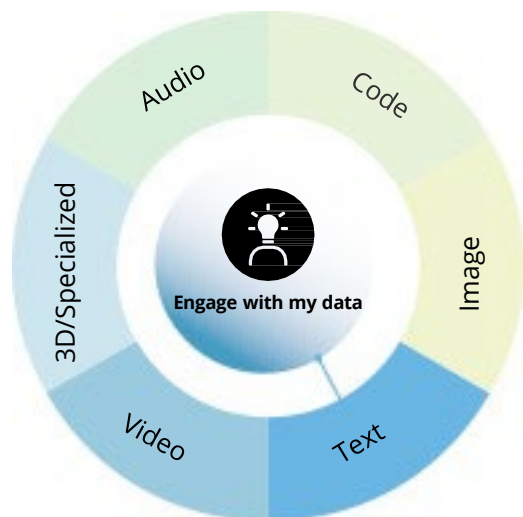 Audio
Code
3D/Specialized
Image
Engage with my data
Video
Text